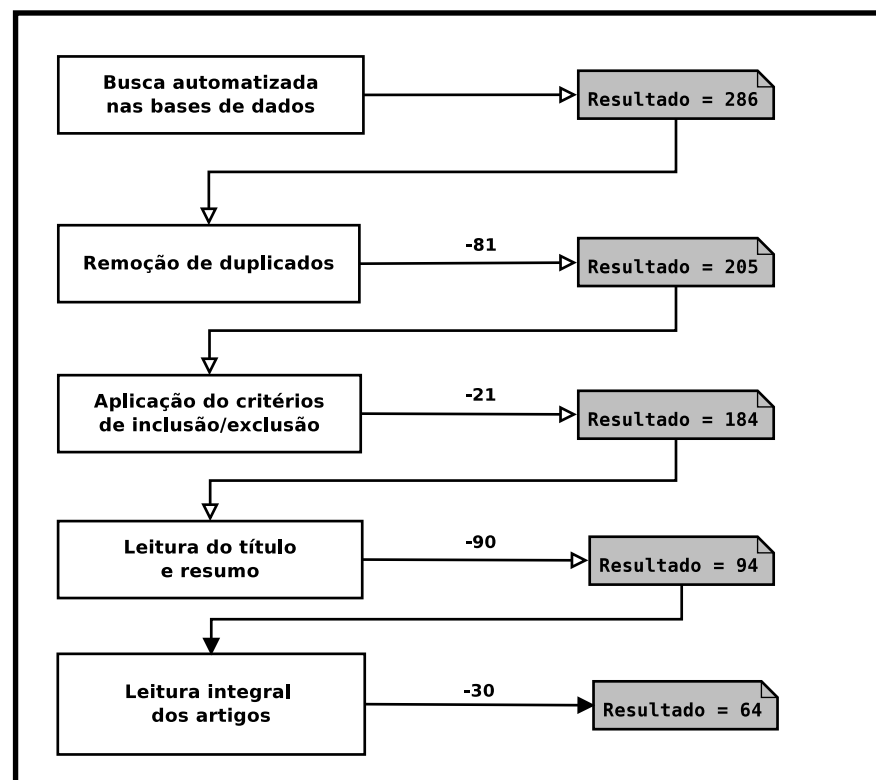 Busca automatizada
nas bases de dados
Resultado = 286
Remoção de duplicados
-81
Resultado = 205
Aplicação do critérios
de inclusão/exclusão
-21
Resultado = 184
Leitura do título
e resumo
-90
Resultado = 94
Leitura integral
dos artigos
-30
Resultado = 64